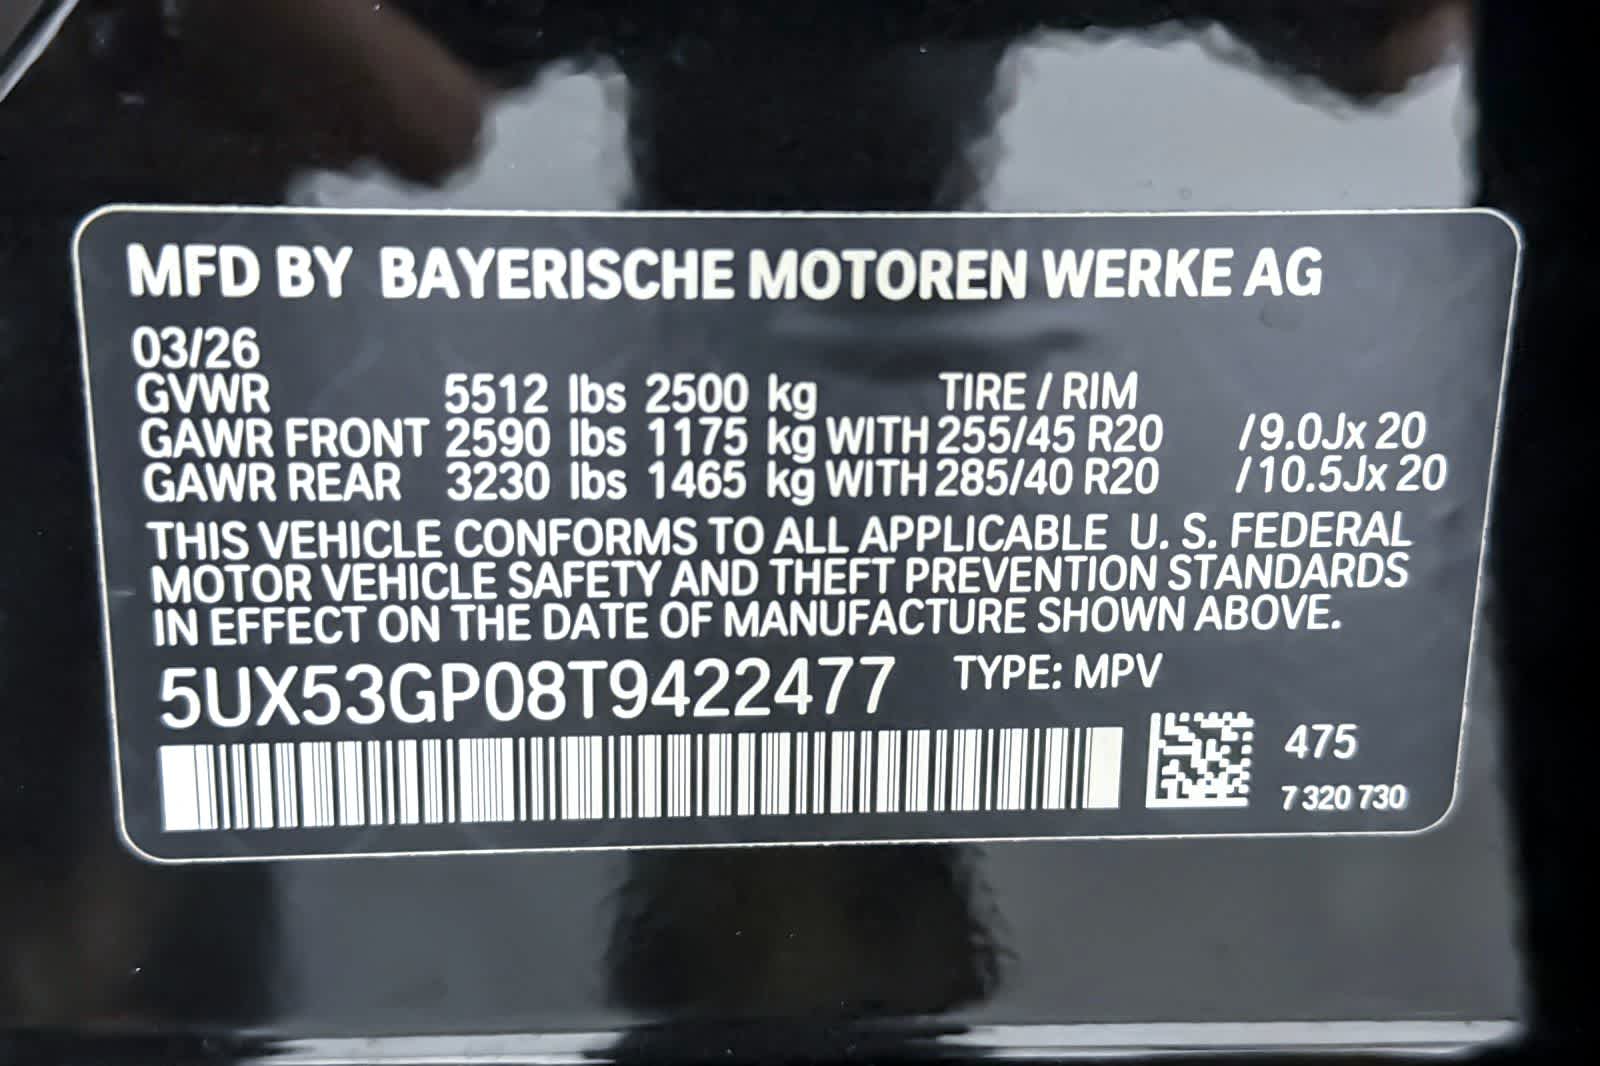 MFD BY BAYERISCHE MOTOREN WERKE AG
03/26
GVWR 5512 lbs 2500 kg TIRE / RIM
GAWR FRONT 2590 lbs 1175 kg WITH 255/45 R20 /9.0Jx 20
GAWR REAR 3230 lbs 1465 kg WITH 285/40 R20 /10.5Jx 20
THIS VEHICLE CONFORMS TO ALL APPLICABLE U. S. FEDERAL
MOTOR VEHICLE SAFETY AND THEFT PREVENTION STANDARDS
IN EFFECT ON THE DATE OF MANUFACTURE SHOWN ABOVE.
5UX53GP08T9422477 TYPE: MPV
475
7 320 730